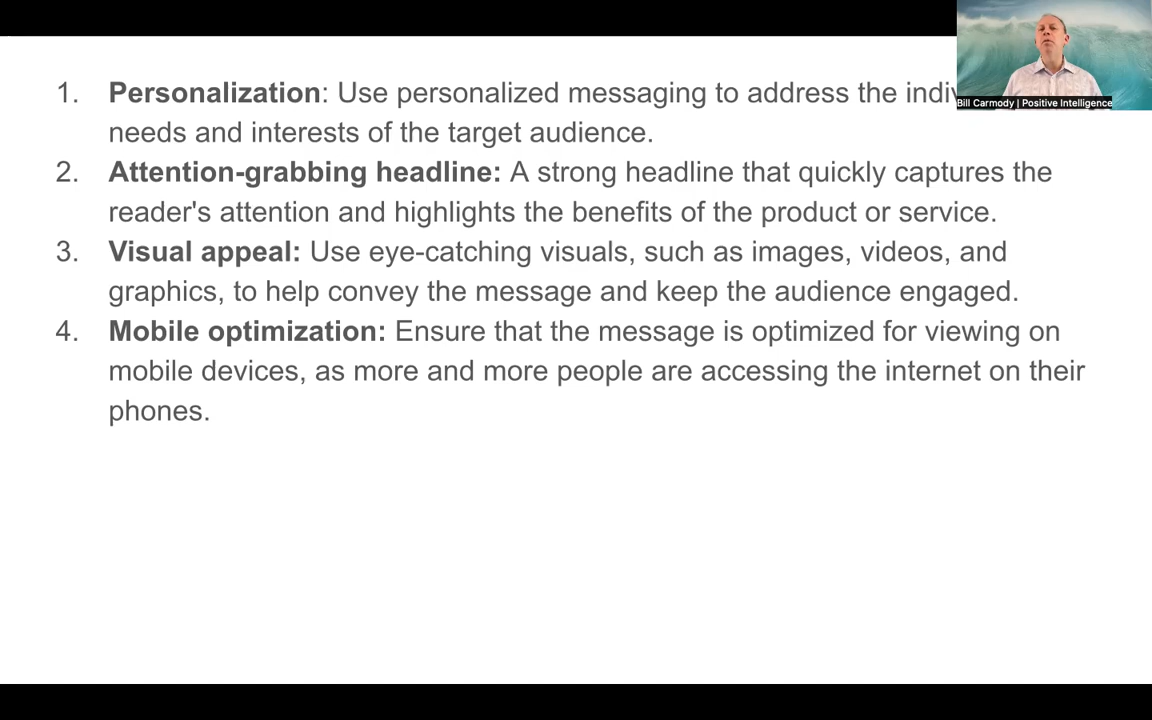 1. Personalization: Use personalized messaging to address the
needs and interests of the target audience.
2. Attention-grabbing headline: A strong headline that quickly captures the
reader's attention and highlights the benefits of the product or service.
3. Visual appeal: Use eye-catching visuals, such as images, videos, and
graphics, to help convey the message and keep the audience engaged.
4. Mobile optimization: Ensure that the message is optimized for viewing on
mobile devices, as more and more people are accessing the internet on their
phones.
Bill Carmody | Positive Intelligence